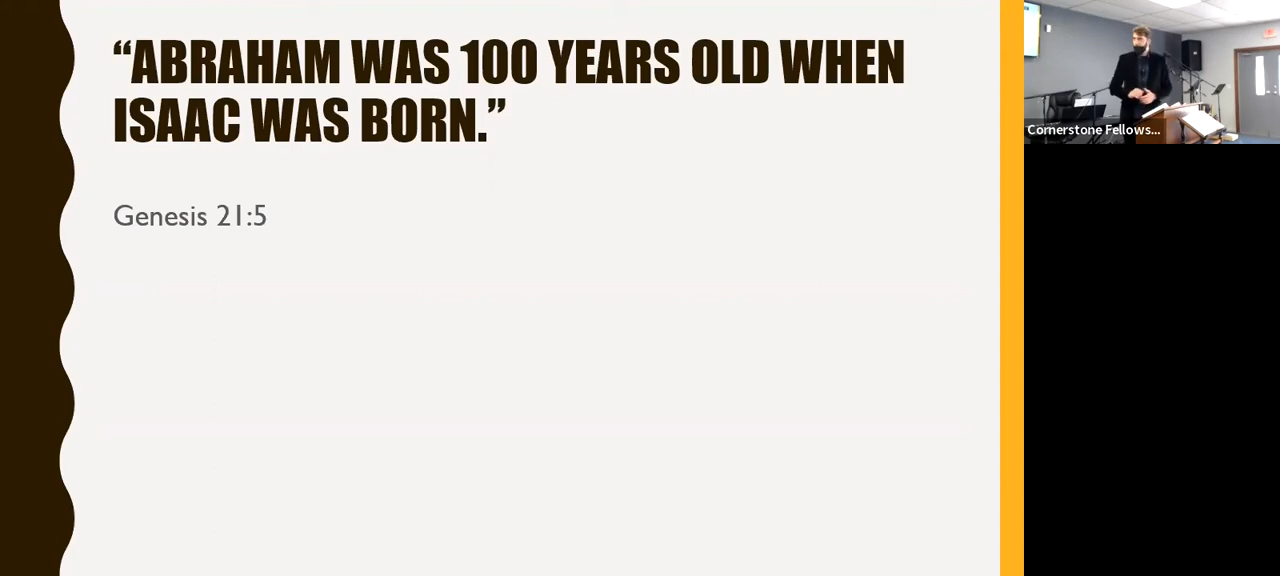 “ABRAHAM WAS 100 YEARS OLD WHEN
ISAAC WAS BORN.”
Genesis 21:5
Cornerstone Fellows...